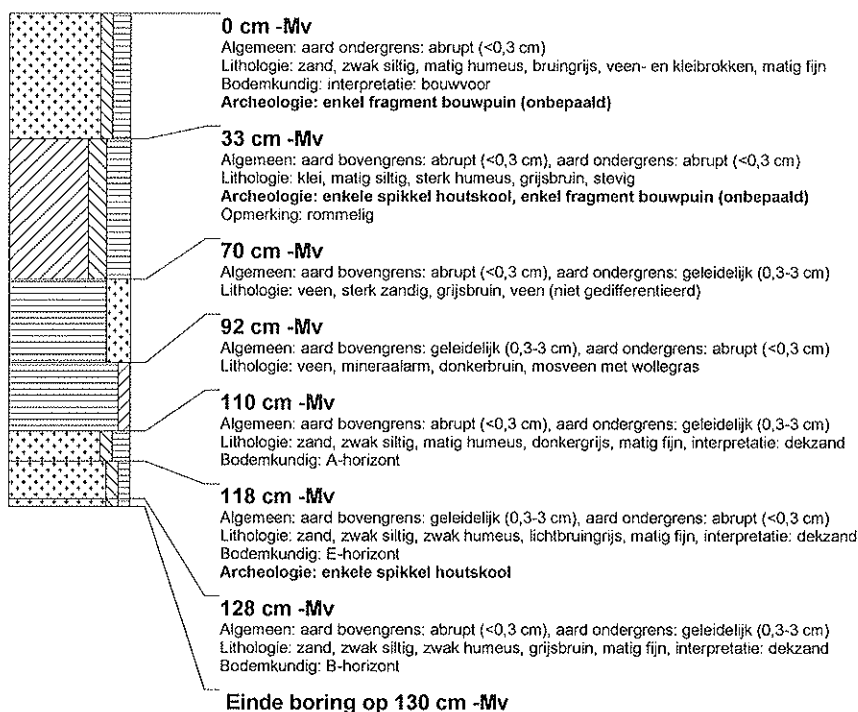 0 cm -Mv
Algemeen: aard ondergrens: abrupt (<0,3 cm)
Lithologie: zand, zwak siltig, matig humeus, bruingrijs, veen- en kleibrokken, matig fijn
Bodemkundig: interpretatie: bouwvoor
Archeologie: enkel fragment bouwpuin (onbepaald)
33 cm -Mv
Algemeen: aard bovengrens: abrupt (<0,3 cm), aard ondergrens: abrupt (<0,3 cm)
Lithologie: klei, matig siltig, sterk humeus, grijsbruin, stevig
Archeologie: enkele spikkel houtskool, enkel fragment bouwpuin (onbepaald)
Opmerking: rommelig
70 cm -Mv
Algemeen: aard bovengrens: abrupt (<0,3 cm), aard ondergrens: geleidelijk (0,3-3 cm)
Lithologie: veen, sterk zandig, grijsbruin, veen (niet gedifferentieerd)
92 cm -Mv
Algemeen: aard bovengrens: geleidelijk (0,3-3 cm), aard ondergrens: abrupt (<0,3 cm)
Lithologie: veen, mineraalarm, donkerbruin, mosveen met wollegras
110 cm -Mv
Algemeen: aard bovengrens: abrupt (<0,3 cm), aard ondergrens: geleidelijk (0,3-3 cm)
Lithologie: zand, zwak siltig, matig humeus, donkergrijs, matig fijn, interpretatie: dekzand
Bodemkundig: A-horizont
118 cm -Mv
Algemeen: aard bovengrens: geleidelijk (0,3-3 cm), aard ondergrens: abrupt (<0,3 cm)
Lithologie: zand, zwak siltig, zwak humeus, lichtbruingrijs, matig fijn, interpretatie: dekzand
Bodemkundig: E-horizont
Archeologie: enkele spikkel houtskool
128 cm -Mv
Algemeen: aard bovengrens: abrupt (<0,3 cm), aard ondergrens: geleidelijk (0,3-3 cm)
Lithologie: zand, zwak siltig, zwak humeus, grijsbruin, matig fijn, interpretatie: dekzand
Bodemkundig: B-horizont
Einde boring op 130 cm -Mv